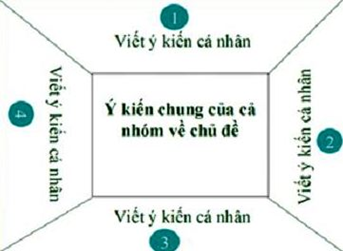 1
Viết ý kiến cá nhân
Viết ý kiến cá nhân
4
Ý kiến chung của cả
nhóm về chủ đề
Viết ý kiến cá nhân
2
Viết ý kiến cá nhân
3